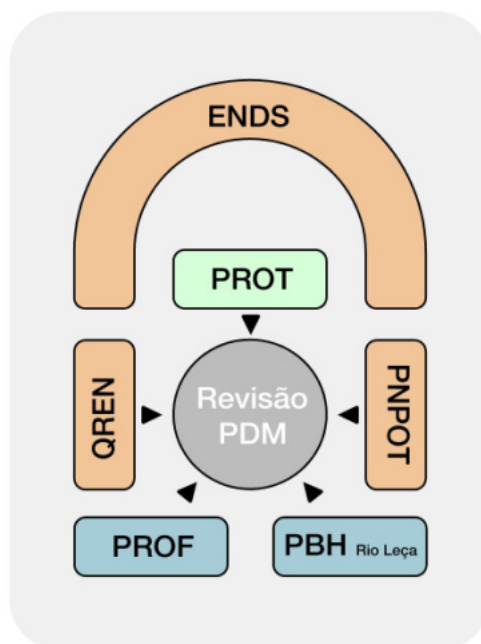 ENDS
PROT
QREN
Revisão
PDM
PNPOT
PROF
PBH Rio Leça